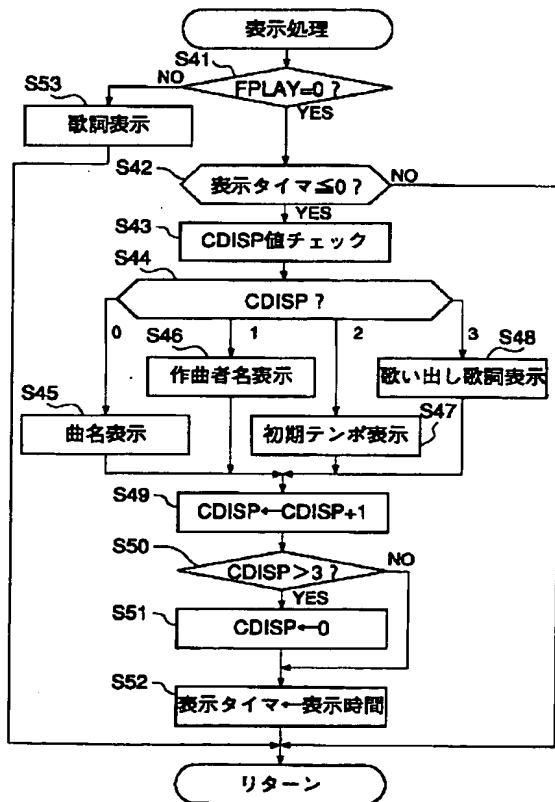 表示処理
S41
FPLAY=0?
NO
YES
S53
歌詞表示
S42
表示タイマ≦0?
NO
YES
S43
CDISP値チェック
S44
CDISP?
0
1
2
3
S46
作曲者名表示
S48
歌い出し歌詞表示
S45
曲名表示
S47
初期テンポ表示
S49
CDISP←CDISP+1
S50
CDISP>3?
NO
YES
S51
CDISP←0
S52
表示タイマ←表示時間
リターン